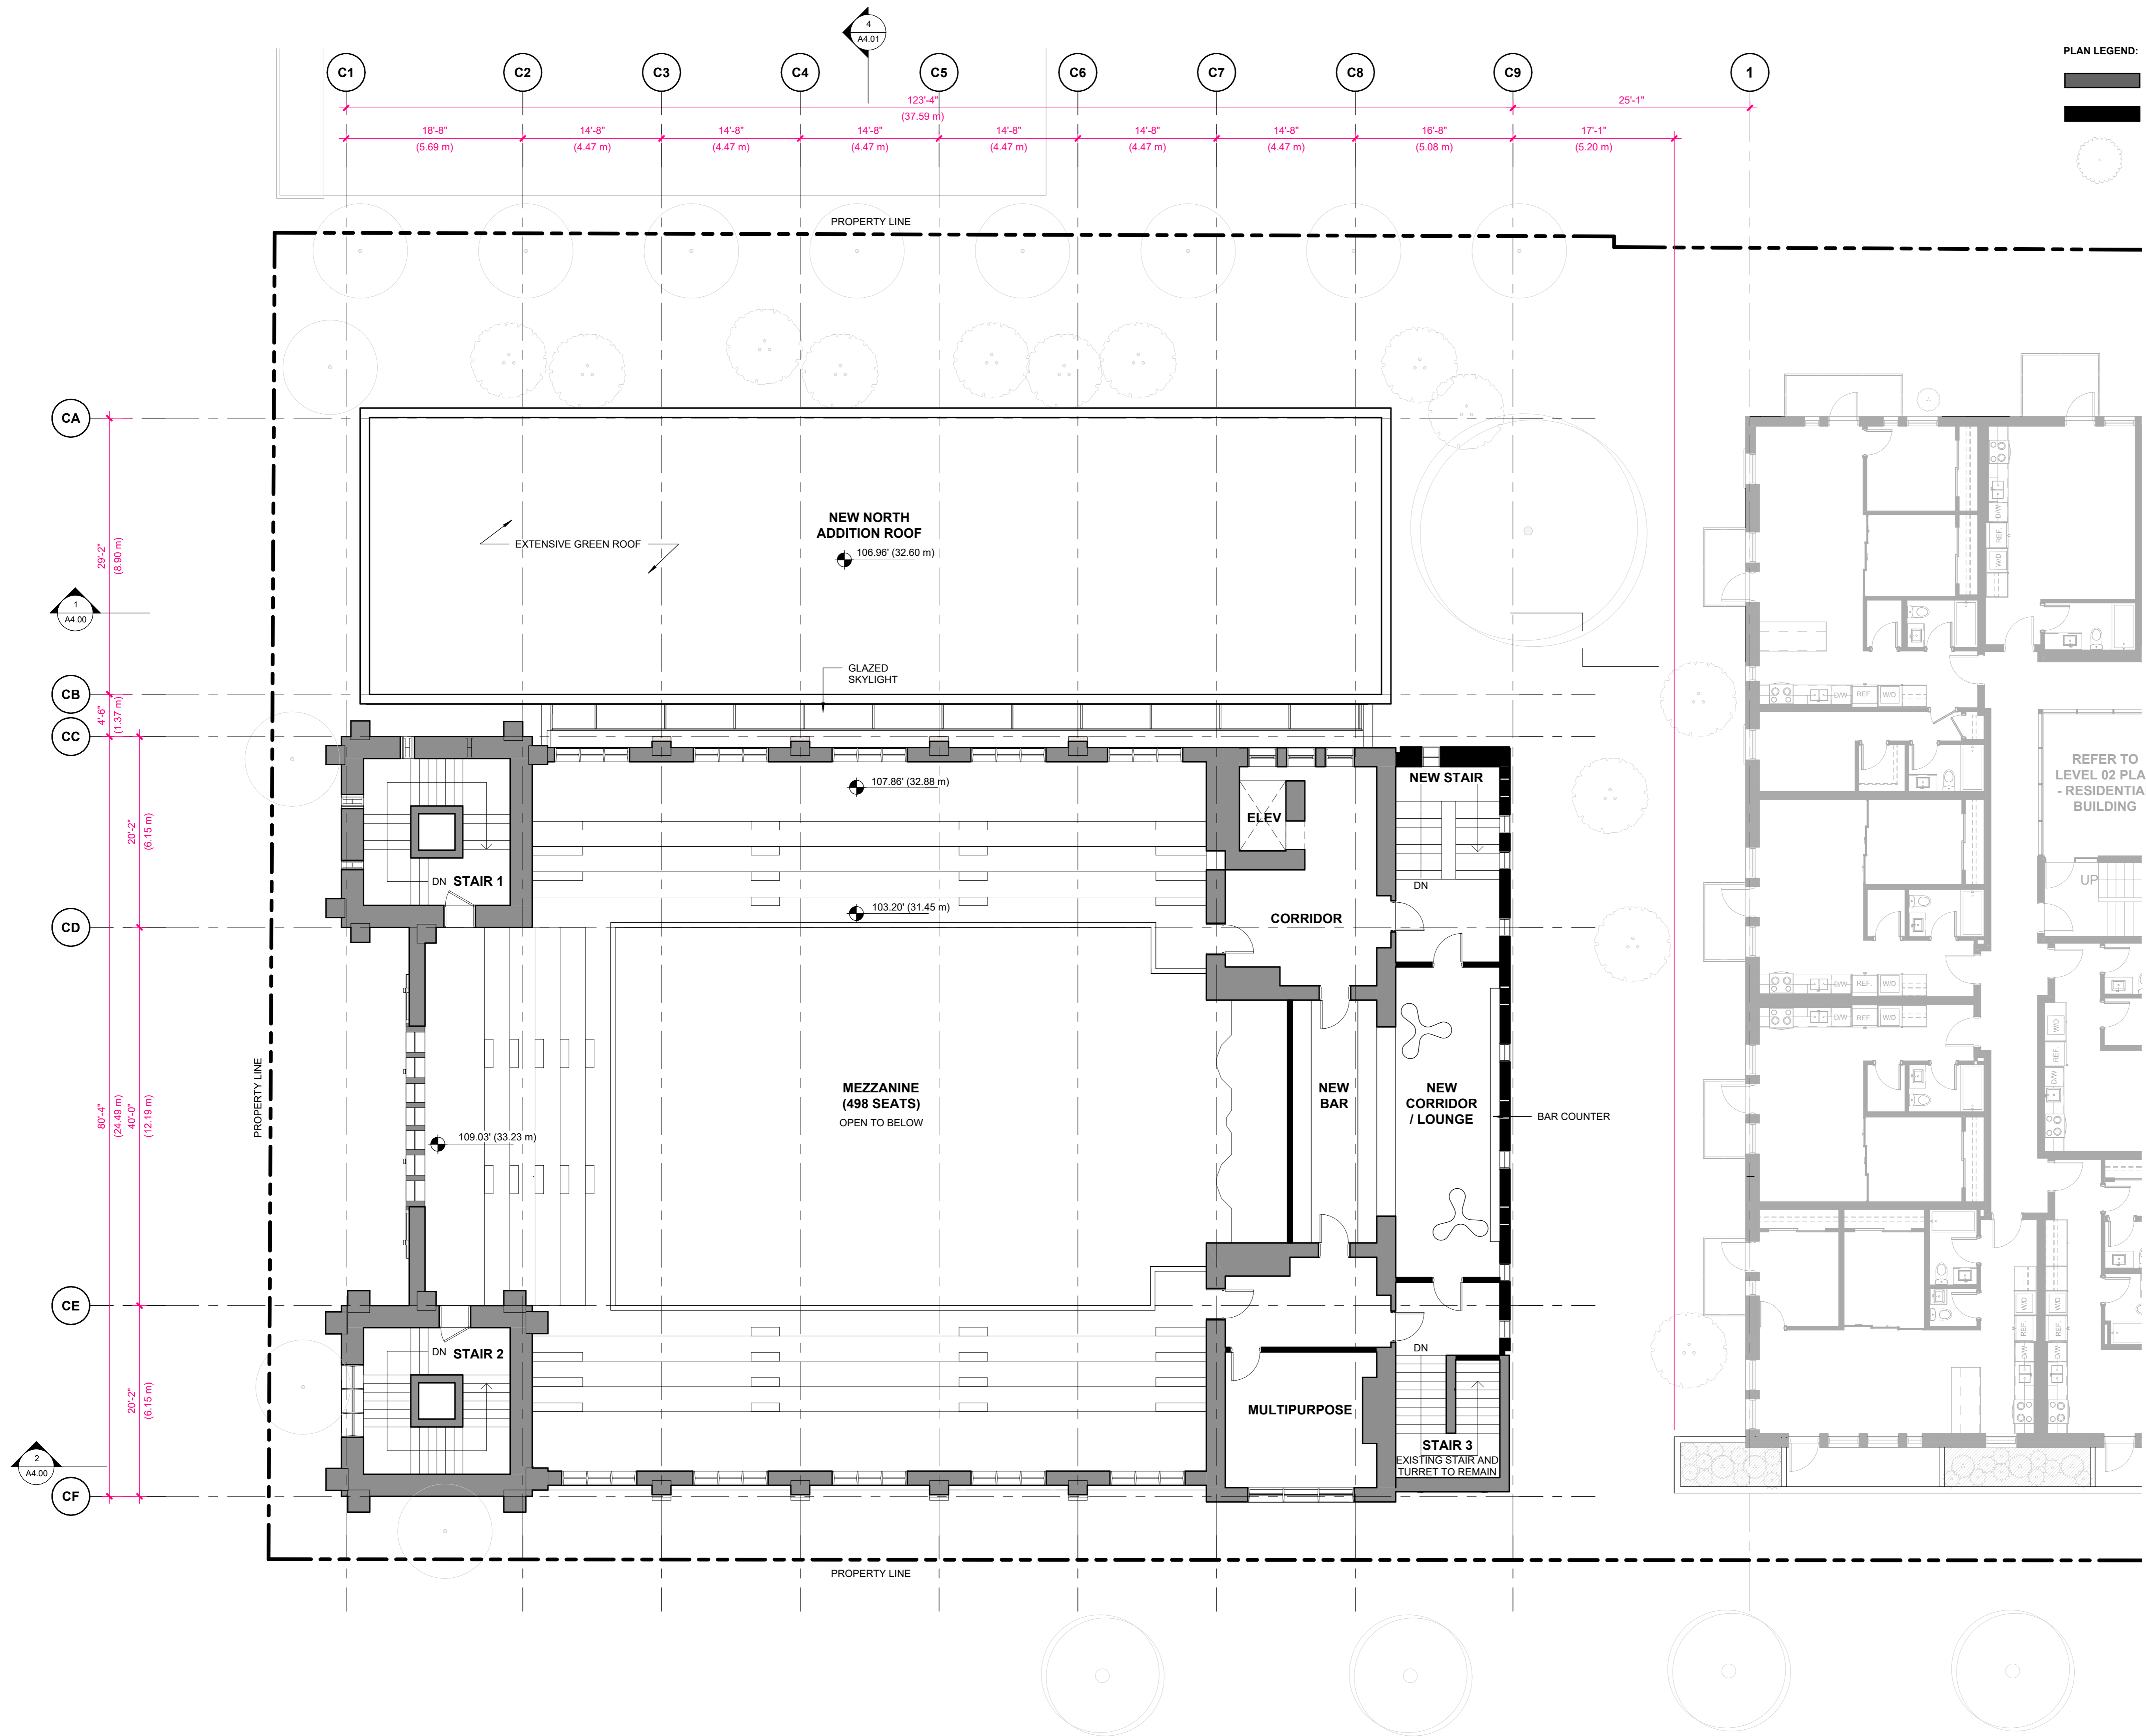 4
A4.01
PLAN LEGEND:
C1
C2
C3
C4
C5
C6
C7
C8
C9
1
123'-4"
(37.59 m)
25'-1"
18'-8"
(5.69 m)
14'-8"
(4.47 m)
14'-8"
(4.47 m)
14'-8"
(4.47 m)
14'-8"
(4.47 m)
14'-8"
(4.47 m)
14'-8"
(4.47 m)
16'-8"
(5.08 m)
17'-1"
(5.20 m)
PROPERTY LINE
CA
29'-2"
(8.90 m)
1
A4.00
CB
4'-6"
(1.37 m)
CC
20'-2"
(6.15 m)
CD
80'-4"
(24.49 m)
40'-0"
(12.19 m)
CE
20'-2"
(6.15 m)
2
A4.00
CF
NEW NORTH
ADDITION ROOF
106.96' (32.60 m)
EXTENSIVE GREEN ROOF
GLAZED
SKYLIGHT
107.86' (32.88 m)
NEW STAIR
ELEV
DN
STAIR 1
DN
103.20' (31.45 m)
CORRIDOR
PROPERTY LINE
MEZZANINE
(498 SEATS)
OPEN TO BELOW
NEW
BAR
NEW
CORRIDOR
/ LOUNGE
BAR COUNTER
109.03' (33.23 m)
DN
STAIR 2
DN
MULTIPURPOSE
STAIR 3
EXISTING STAIR AND
TURRET TO REMAIN
PROPERTY LINE
D/W
REF.
W/D
D/W
REF.
W/D
REFER TO
LEVEL 02 PLA
- RESIDENTIA
BUILDING
UP
D/W
REF.
W/D
D/W
REF.
W/D
W/D
REF.
D/W
W/D
REF.
D/W
W/D
REF.
D/W